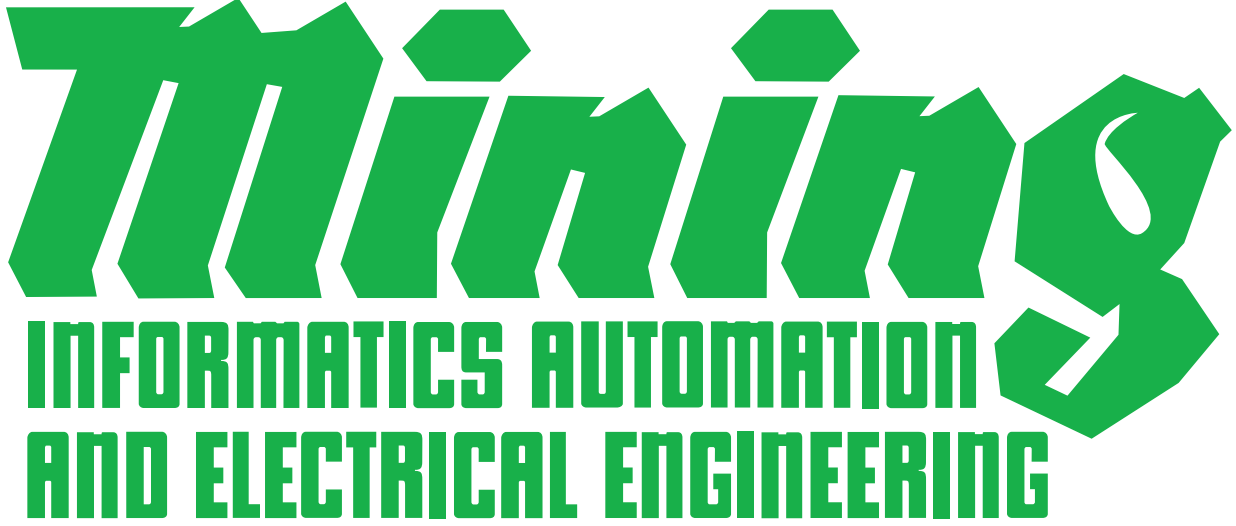 Mining
INFORMATICS AUTOMATION
AND ELECTRICAL ENGINEERING